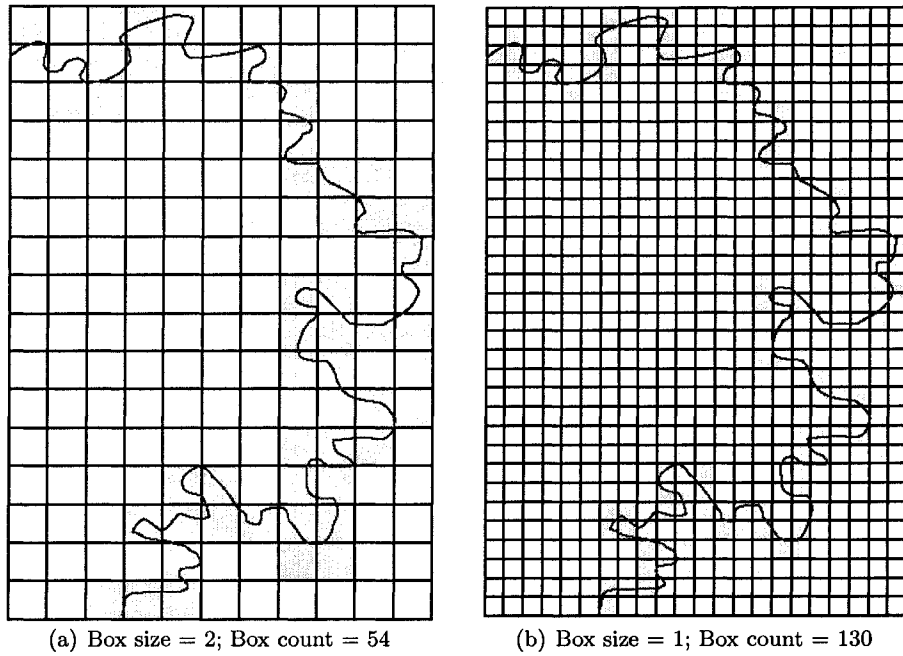 (a) Box size = 2; Box count = 54
(b) Box size = 1; Box count = 130